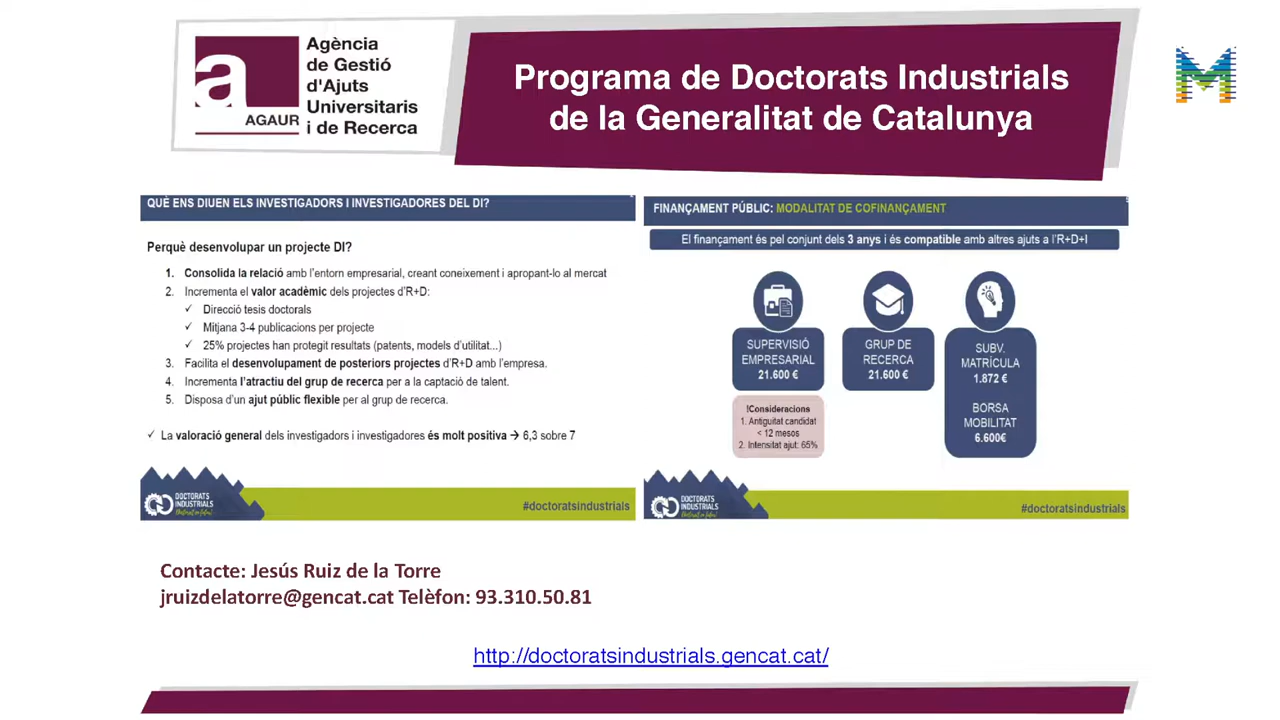 a
AGAUR
Agència
de Gestió
d'Ajuts
Universitaris
i de Recerca
Programa de Doctorats Industrials
de la Generalitat de Catalunya
M
QUÈ ENS DIUEN ELS INVESTIGADORS I INVESTIGADORES DEL DI?
Perquè desenvolupar un projecte DI?
1. Consolida la relació amb l'entorn empresarial, creant coneixement i apropant-lo al mercat
2. Incrementa el valor acadèmic dels projectes d'R+D:
✓ Direcció tesis doctorals
✓ Mitjana 3-4 publicacions per projecte
✓ 25% projectes han protegit resultats (patents, models d'utilitat...)
3. Facilita el desenvolupament de posteriors projectes d'R+D amb l'empresa.
4. Incrementa l'atractiu del grup de recerca per a la captació de talent.
5. Disposa d'un ajut públic flexible per al grup de recerca.
✓ La valoració general dels investigadors i investigadores és molt positiva → 6,3 sobre 7
DOCTORATS
INDUSTRIALS
#doctoratsindustrials
FINANÇAMENT PÚBLIC: MODALITAT DE COFINANÇAMENT
El finançament és pel conjunt dels 3 anys i és compatible amb altres ajuts a l'R+D+I
SUPERVISIÓ
EMPRESARIAL
21.600 €
!Consideracions
1. Antiguitat candidat
< 12 mesos
2. Intensitat ajut: 65%
GRUP DE
RECERCA
21.600 €
SUBV.
MATRÍCULA
1.872 €
BORSA
MOBILITAT
6.600€
DOCTORATS
INDUSTRIALS
#doctoratsindustrials
Contacte: Jesús Ruiz de la Torre
jruizdelatorre@gencat.cat Telèfon: 93.310.50.81
http://doctoratsindustrials.gencat.cat/